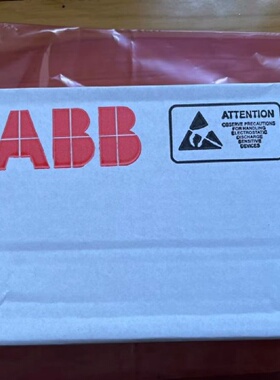 ABB
ATTENTION
OBSERVE PRECAUTIONS
FOR HANDLING
ELECTROSTATIC
DISCHARGE
SENSITIVE
DEVICES